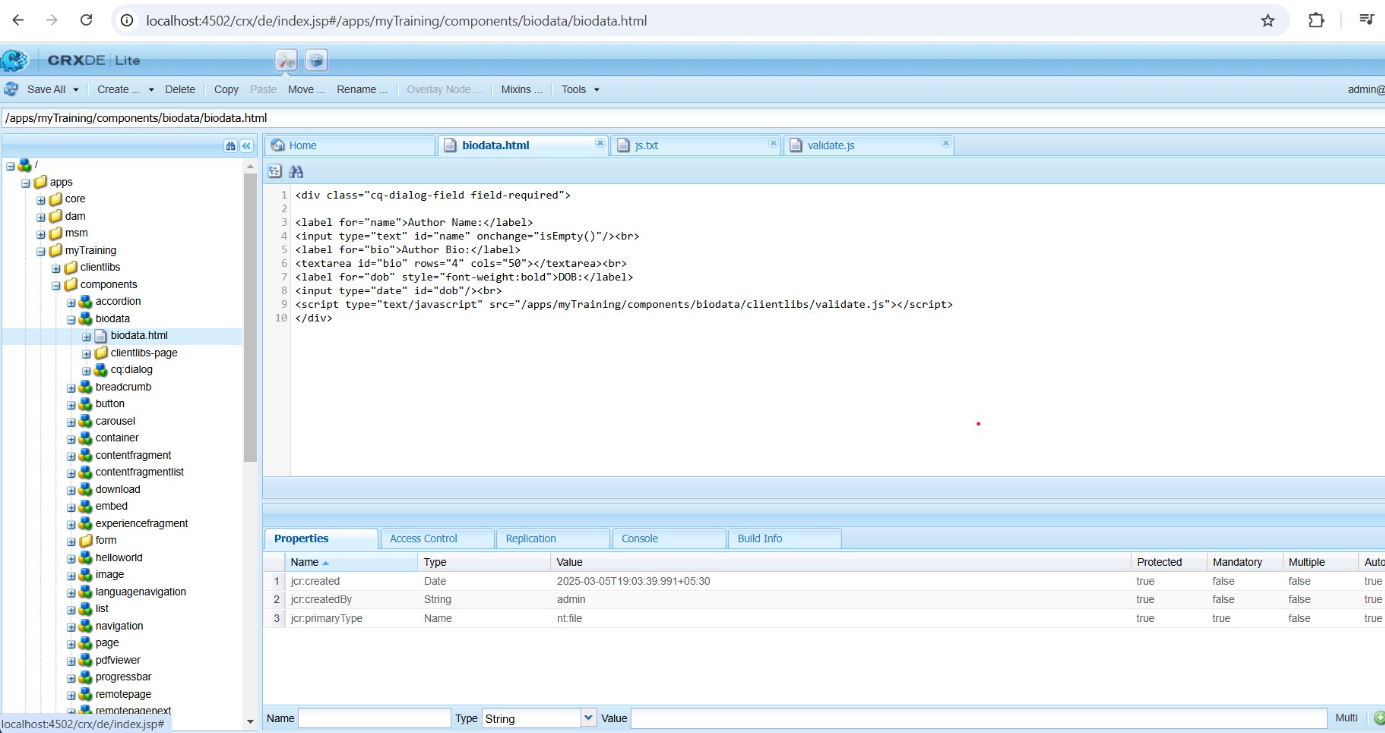 localhost:4502/crx/de/index.jsp#/apps/myTraining/components/biodata/biodata.html
CRXDE | Lite
Save All Create ... Delete Copy Paste Move ... Rename ... Overlay Node ... Mixins ... Tools admin@
/apps/myTraining/components/biodata/biodata.html
/
apps
core
dam
msm
myTraining
clientlibs
components
accordion
biodata
biodata.html
clientlibs-page
cq:dialog
breadcrumb
button
carousel
container
contentfragment
contentfragmentlist
download
embed
experiencefragment
form
helloworld
image
languagenavigation
list
navigation
page
pdfviewer
progressbar
remotepage
remotepagenext
localhost:4502/crx/de/index.jsp#
Home biodata.html js.txt validate.js
1 <div class="cq-dialog-field field-required">
2
3 <label for="name">Author Name:</label>
4 <input type="text" id="name" onchange="isEmpty()"/><br>
5 <label for="bio">Author Bio:</label>
6 <textarea id="bio" rows="4" cols="50"></textarea><br>
7 <label for="dob" style="font-weight:bold">DOB:</label>
8 <input type="date" id="dob"/><br>
9 <script type="text/javascript" src="/apps/myTraining/components/biodata/clientlibs/validate.js"></script>
10 </div>
Properties Access Control Replication Console Build Info
Name Type Value Protected Mandatory Multiple Auto
1 jcr:created Date 2025-03-05T19:03:39.991+05:30 true false false true
2 jcr:createdBy String admin true false false true
3 jcr:primaryType Name nt:file true true false true
Name Type String Value Multi